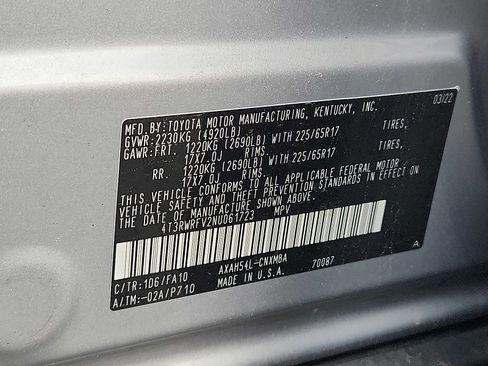 MFD.BY:TOYOTA MOTOR MANUFACTURING, KENTUCKY, INC. 03/22
GVWR:2230KG (4920LB)
GAWR:FRT. 1220KG (2690LB) WITH 225/65R17 TIRES,
17X7.0J RIMS
RR. 1220KG (2690LB) WITH 225/65R17 TIRES,
17X7.0J RIMS
THIS VEHICLE CONFORMS TO ALL APPLICABLE FEDERAL MOTOR
VEHICLE SAFETY AND THEFT PREVENTION STANDARDS IN EFFECT ON
THE DATE OF MANUFACTURE SHOWN ABOVE.
4T3RWRFV2NU061723 MPV
C/TR:1D6/FA10 AXAH54L-CNXMBA 70087 A
A/TM:-02A/P710 MADE IN U.S.A.